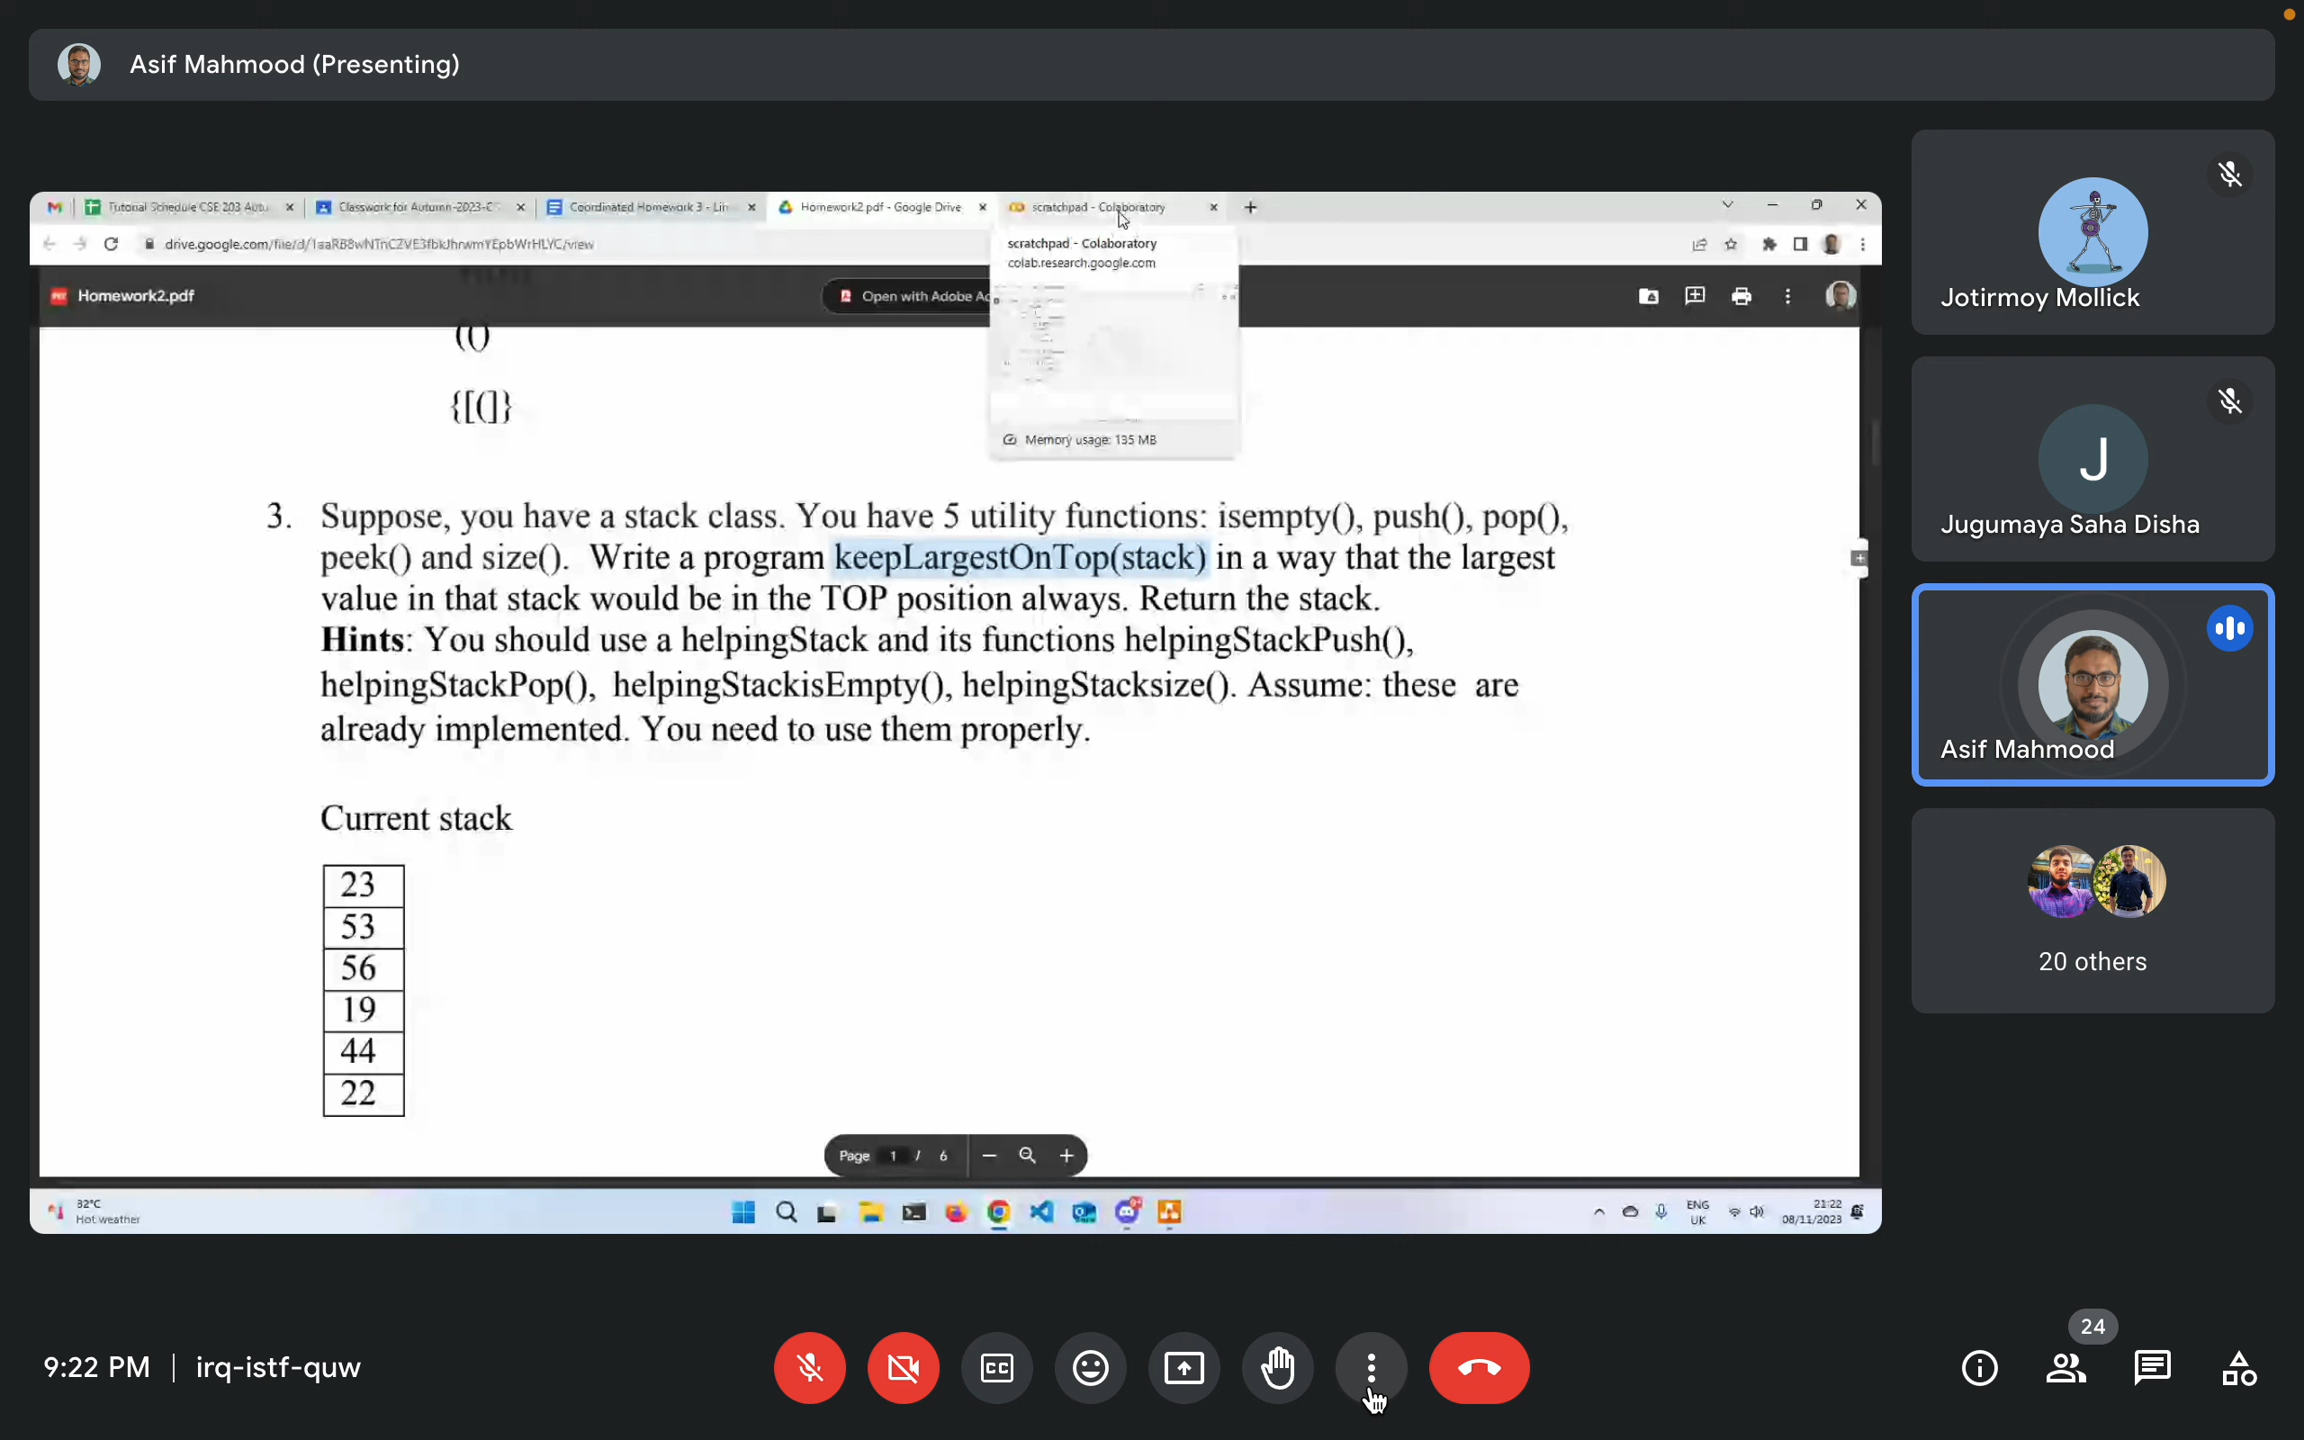 Asif Mahmood (Presenting)
Tutorial Schedule CSE 203 Autu
Classwork for Autumn-2023-C
Coordinated Homework 3 - Lin
Homework2.pdf - Google Drive
scratchpad - Colaboratory
drive.google.com/file/d/1aaRB8wNTnCZVE3fbkJhrwmYEpbWrHLYC/view
scratchpad - Colaboratory
colab.research.google.com
Homework2.pdf
Open with Adobe Ac
Memory usage: 135 MB
(()
{[(]}
3. Suppose, you have a stack class. You have 5 utility functions: isempty(), push(), pop(),
peek() and size(). Write a program keepLargestOnTop(stack) in a way that the largest
value in that stack would be in the TOP position always. Return the stack.
Hints: You should use a helpingStack and its functions helpingStackPush(),
helpingStackPop(), helpingStackisEmpty(), helpingStacksize(). Assume: these are
already implemented. You need to use them properly.
Current stack
23
53
56
19
44
22
Page 1 / 6
32°C
Hot weather
ENG
UK
21:22
08/11/2023
Jotirmoy Mollick
J
Jugumaya Saha Disha
Asif Mahmood
20 others
9:22 PM | irq-istf-quw
CC
24